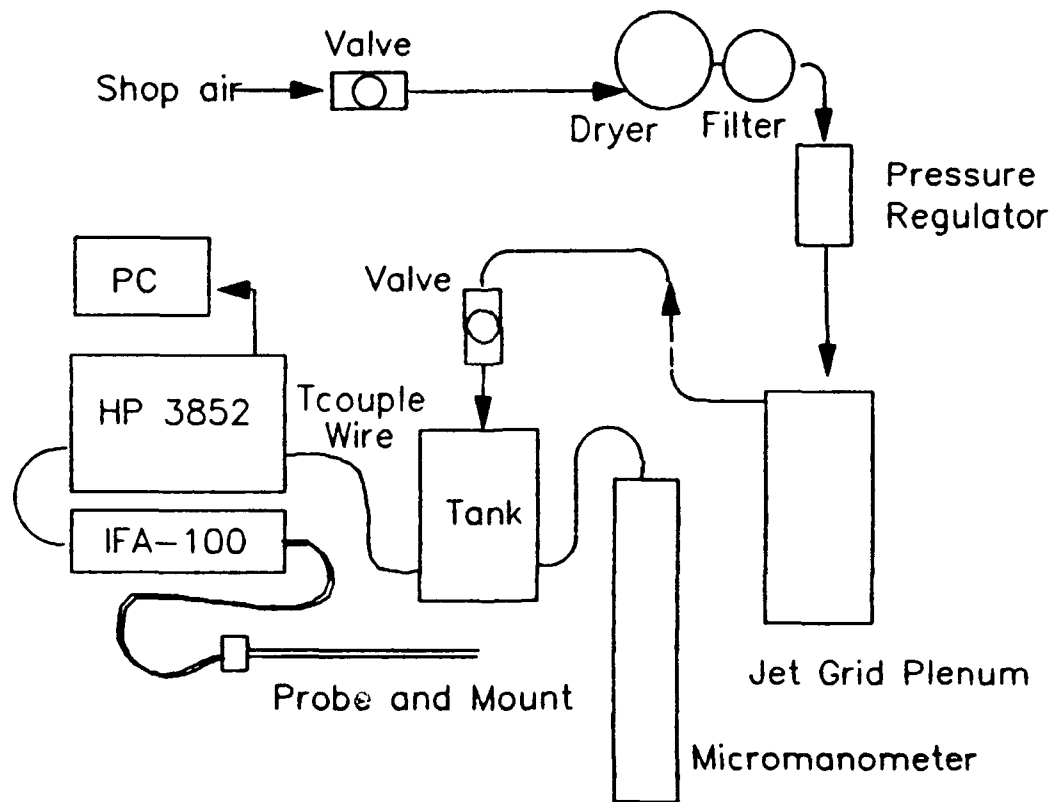 Valve
Shop air
Dryer
Filter
Pressure
Regulator
PC
Valve
HP 3852
Tcouple
Wire
Tank
IFA-100
Probe and Mount
Jet Grid Plenum
Micromanometer